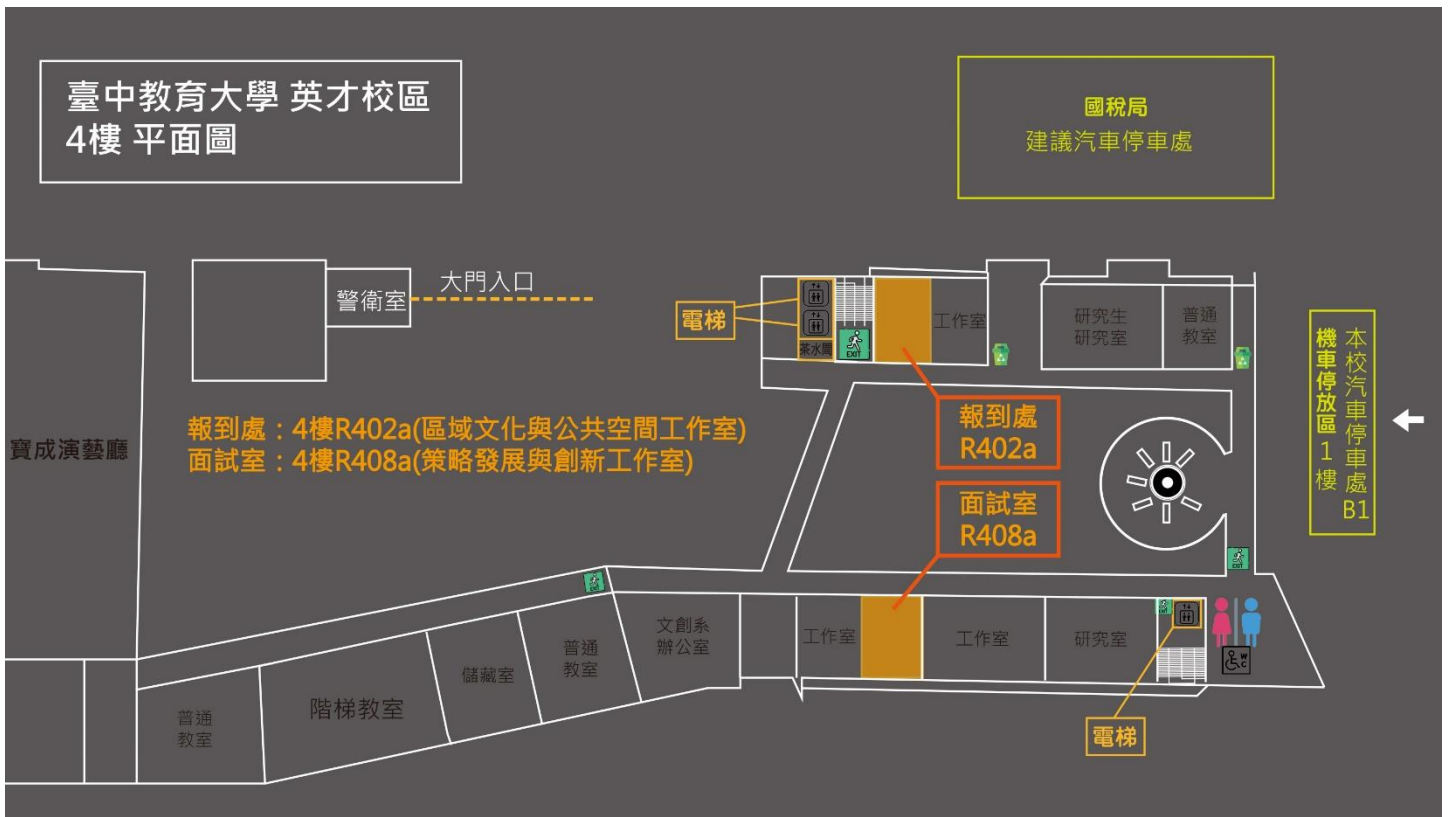 臺中教育大學 英才校區
4樓 平面圖
國稅局
建議汽車停車處
警衛室
大門入口
電梯
茶水間
EXIT
工作室
研究生
研究室
普通
教室
本校汽車停車處B1
機車停放區1樓
寶成演藝廳
報到處：4樓R402a(區域文化與公共空間工作室)
面試室：4樓R408a(策略發展與創新工作室)
報到處
R402a
面試室
R408a
EXIT
EXIT
EXIT
普通
教室
階梯教室
儲藏室
普通
教室
文創系
辦公室
工作室
工作室
研究室
WC
電梯